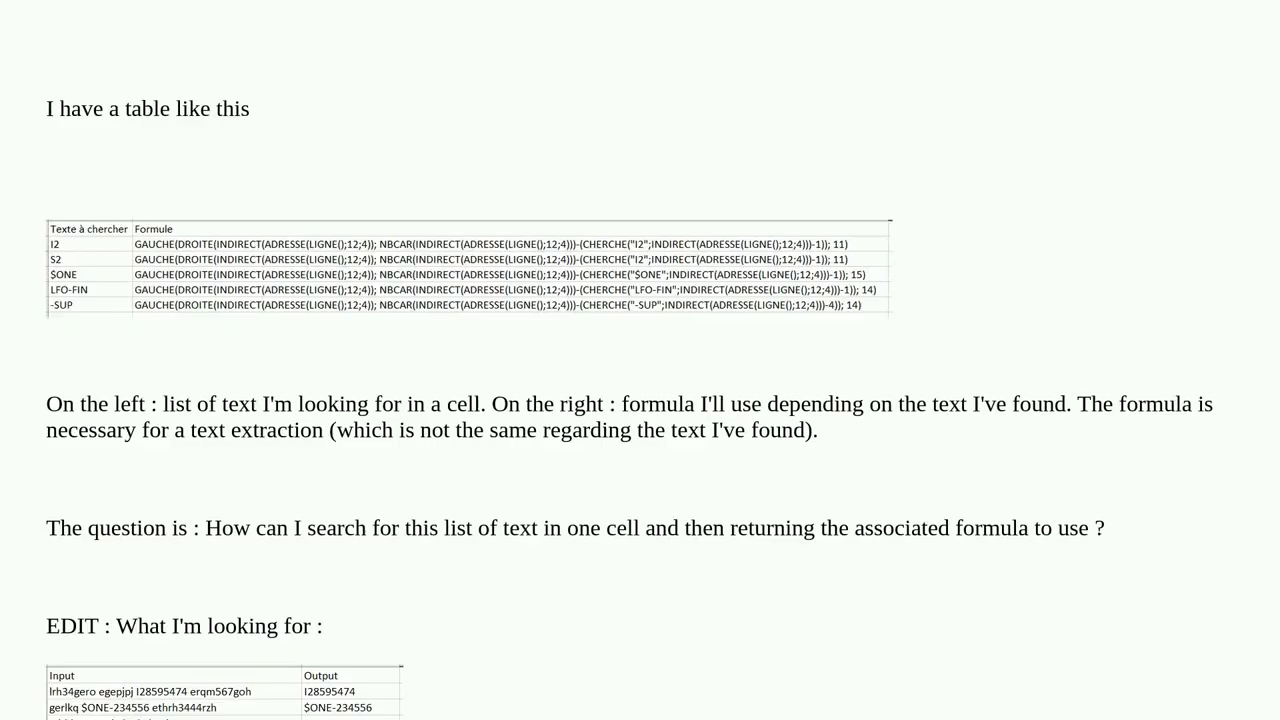 I have a table like this
Texte à chercher Formule
I2 GAUCHE(DROITE(INDIRECT(ADRESSE(LIGNE();12;4)); NBCAR(INDIRECT(ADRESSE(LIGNE();12;4)))-(CHERCHE("I2";INDIRECT(ADRESSE(LIGNE();12;4)))-1)); 11)
S2 GAUCHE(DROITE(INDIRECT(ADRESSE(LIGNE();12;4)); NBCAR(INDIRECT(ADRESSE(LIGNE();12;4)))-(CHERCHE("I2";INDIRECT(ADRESSE(LIGNE();12;4)))-1)); 11)
$ONE GAUCHE(DROITE(INDIRECT(ADRESSE(LIGNE();12;4)); NBCAR(INDIRECT(ADRESSE(LIGNE();12;4)))-(CHERCHE("$ONE";INDIRECT(ADRESSE(LIGNE();12;4)))-1)); 15)
LFO-FIN GAUCHE(DROITE(INDIRECT(ADRESSE(LIGNE();12;4)); NBCAR(INDIRECT(ADRESSE(LIGNE();12;4)))-(CHERCHE("LFO-FIN";INDIRECT(ADRESSE(LIGNE();12;4)))-1)); 14)
-SUP GAUCHE(DROITE(INDIRECT(ADRESSE(LIGNE();12;4)); NBCAR(INDIRECT(ADRESSE(LIGNE();12;4)))-(CHERCHE("-SUP";INDIRECT(ADRESSE(LIGNE();12;4)))-4)); 14)
On the left : list of text I'm looking for in a cell. On the right : formula I'll use depending on the text I've found. The formula is
necessary for a text extraction (which is not the same regarding the text I've found).
The question is : How can I search for this list of text in one cell and then returning the associated formula to use ?
EDIT : What I'm looking for :
Input Output
lrh34gero egepjpj I28595474 erqm567goh I28595474
gerlkq $ONE-234556 ethrh3444rzh $ONE-234556